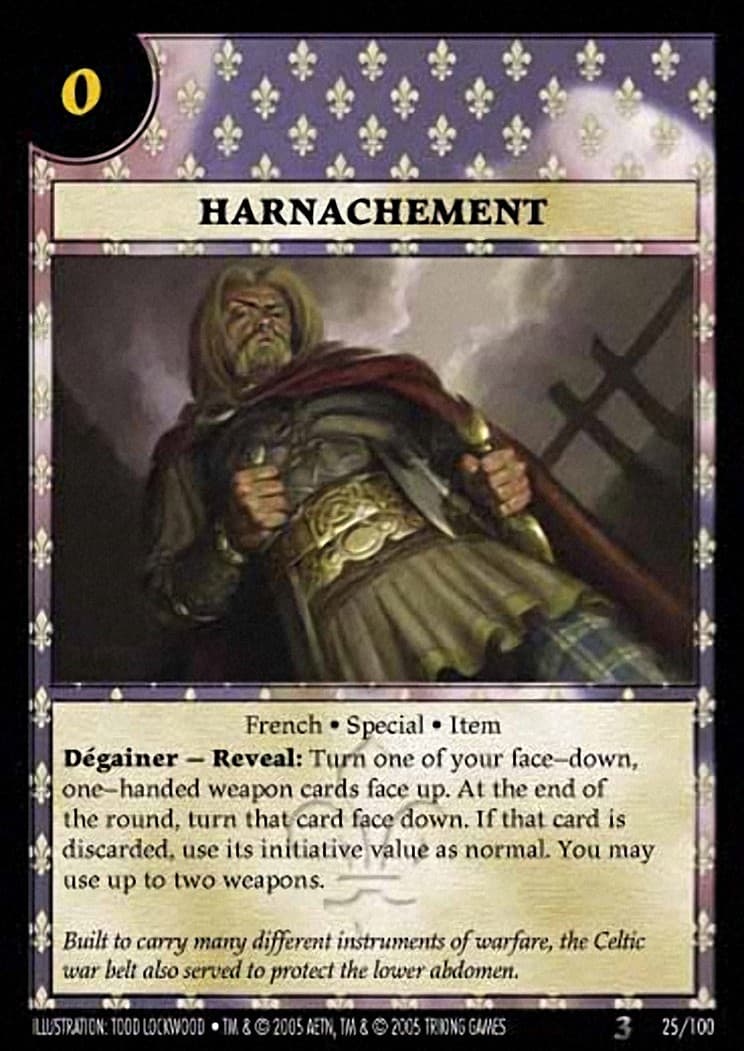 0
HARNACHEMENT
French • Special • Item
Dégainer – Reveal: Turn one of your face–down,
one–handed weapon cards face up. At the end of
the round, turn that card face down. If that card is
discarded, use its initiative value as normal. You may
use up to two weapons.
Built to carry many different instruments of warfare, the Celtic
war belt also served to protect the lower abdomen.
ILLUSTRATION: TODD LOCKWOOD • TM & © 2005 AETN, TM & © 2005 TRIKING GAMES 3 25/100